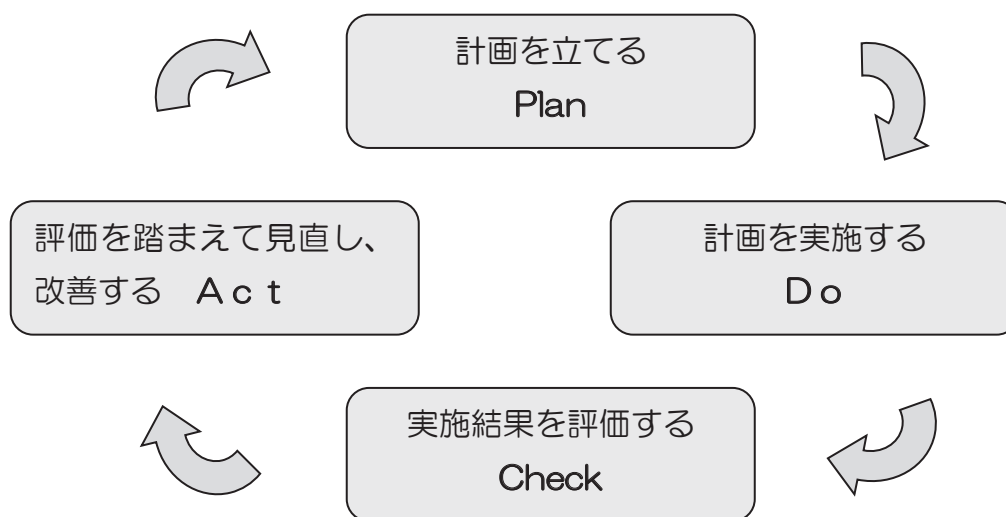 計画を立てる
Plan
計画を実施する
Ｄｏ
実施結果を評価する
Check
評価を踏まえて見直し、
改善する　Ａｃｔ